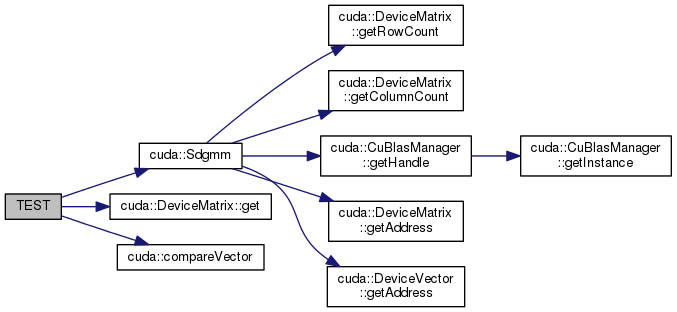 TEST
cuda::Sdgmm
cuda::DeviceMatrix::get
cuda::compareVector
cuda::DeviceMatrix
::getRowCount
cuda::DeviceMatrix
::getColumnCount
cuda::CuBlasManager
::getHandle
cuda::DeviceMatrix
::getAddress
cuda::DeviceVector
::getAddress
cuda::CuBlasManager
::getInstance